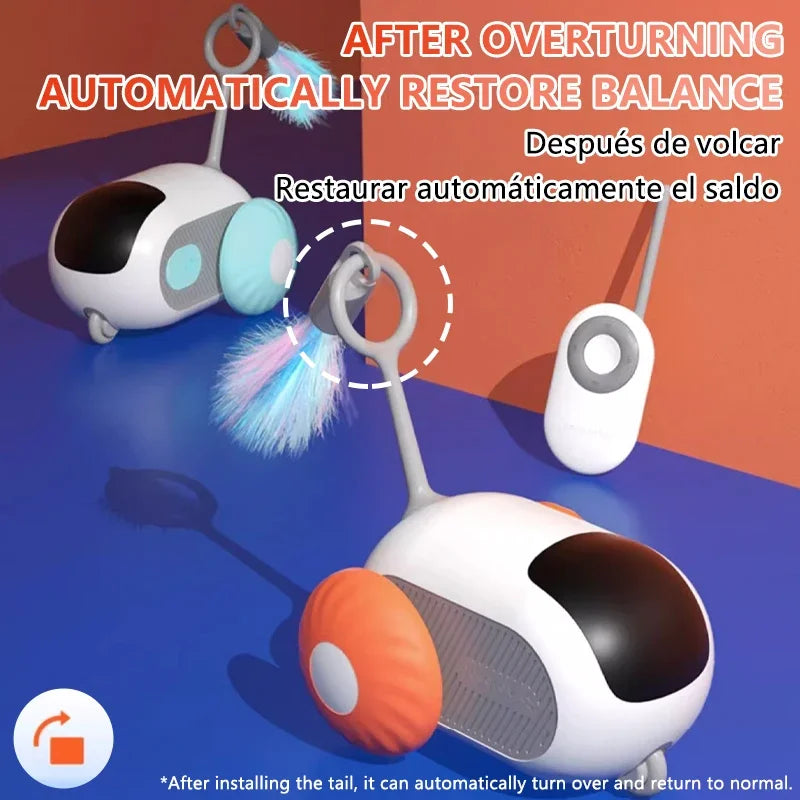 AFTER OVERTURNING
AUTOMATICALLY RESTORE BALANCE
Después de volcar
Restaurar automáticamente el saldo
*After installing the tail, it can automatically turn over and return to normal.